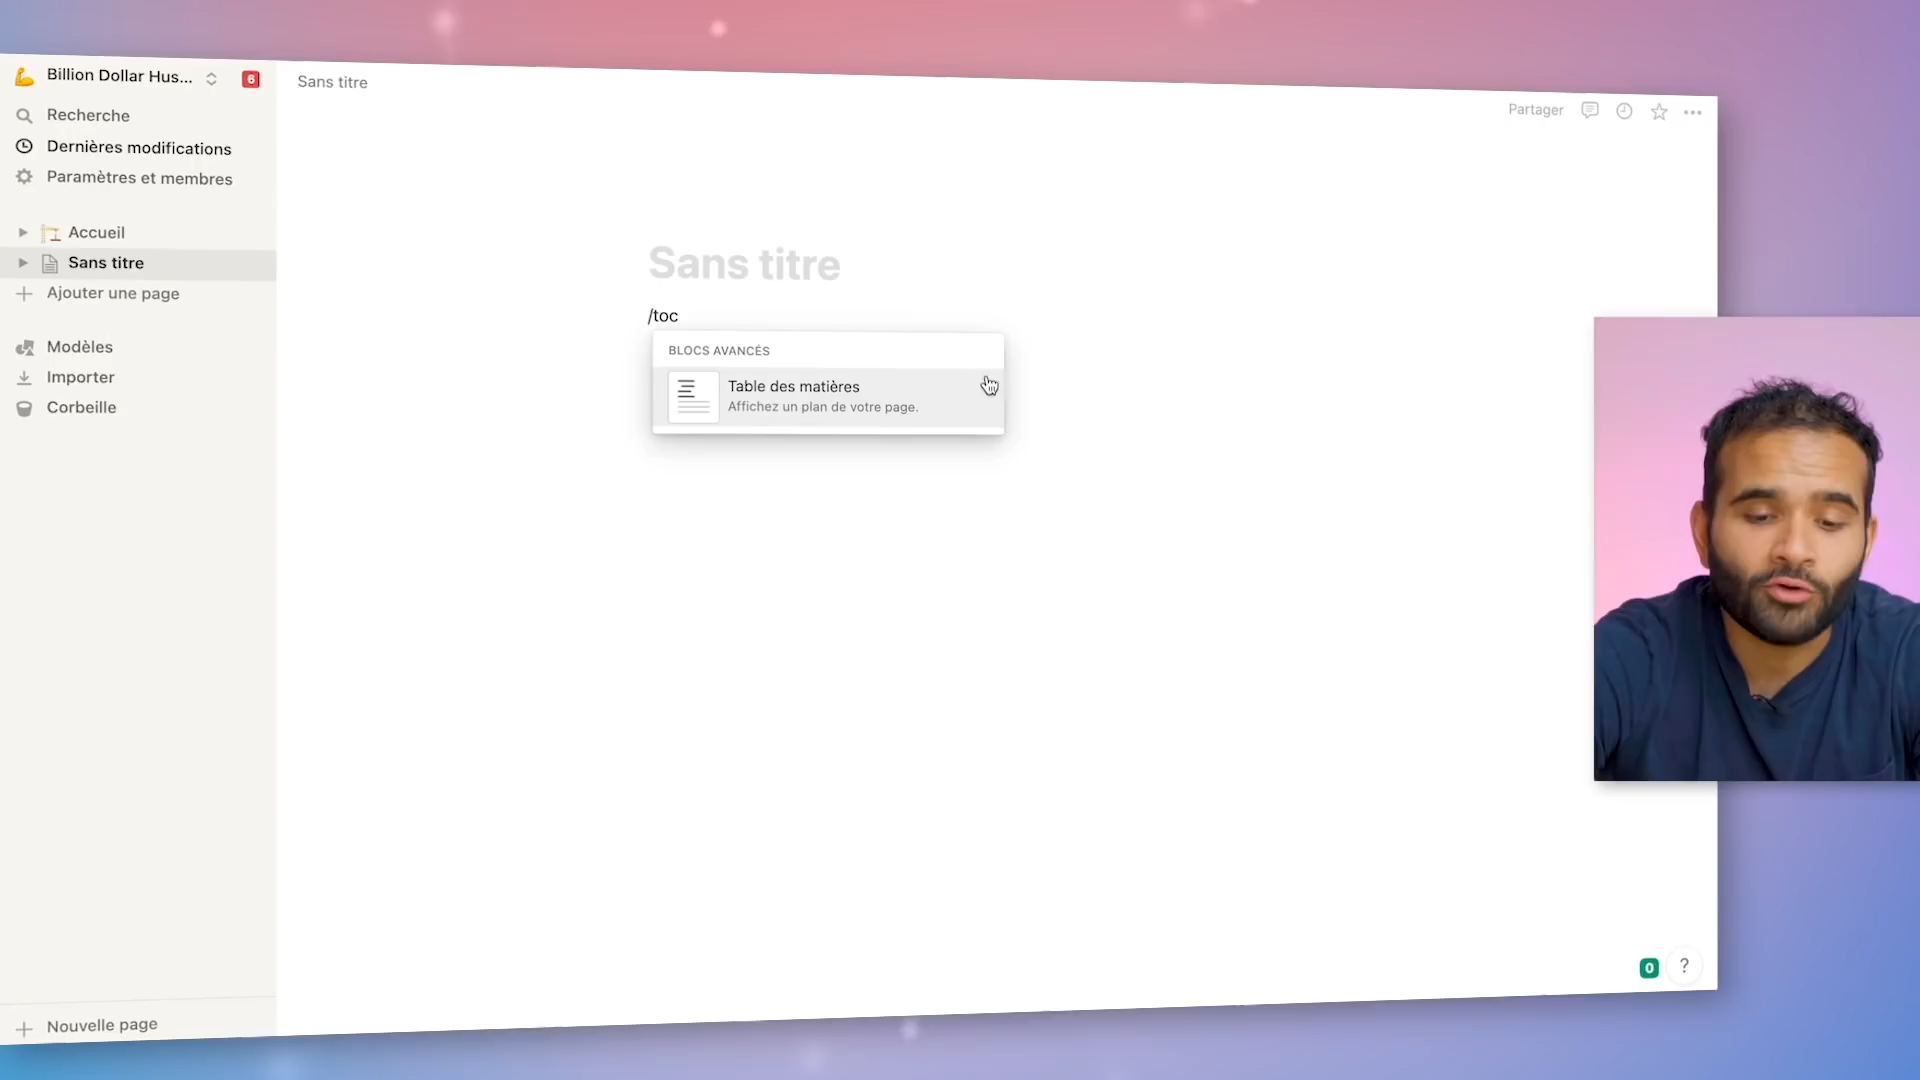 Billion Dollar Hus...
6
Recherche
Dernières modifications
Paramètres et membres
Accueil
Sans titre
Ajouter une page
Modèles
Importer
Corbeille
Nouvelle page
Sans titre
Partager
Sans titre
/toc
BLOCS AVANCÉS
Table des matières
Affichez un plan de votre page.
0
?